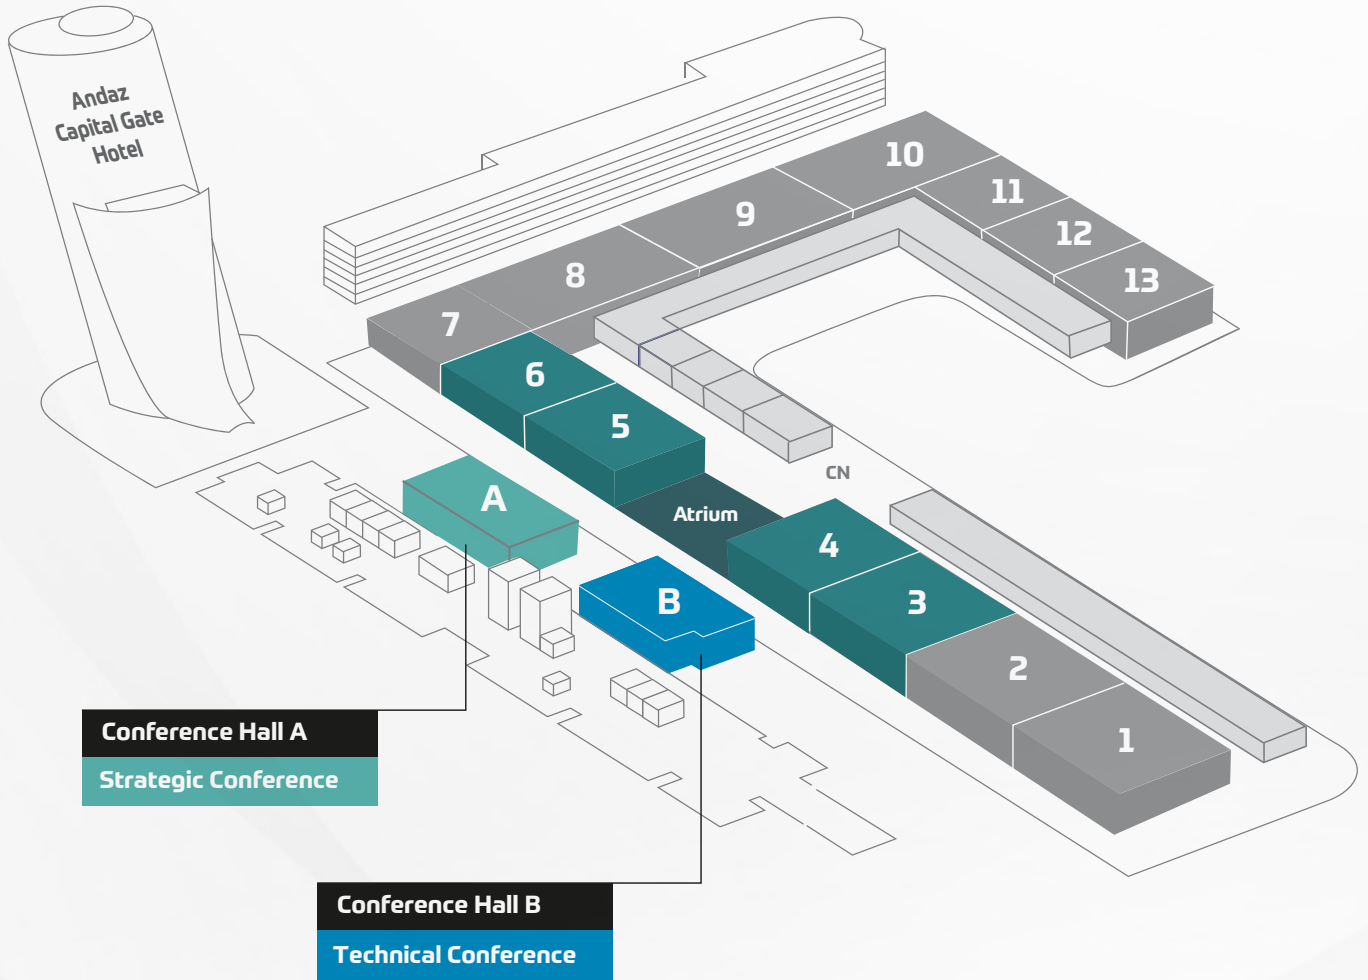 Andaz
Capital Gate
Hotel
10
11
9
12
8
13
7
6
5
CN
A
Atrium
4
B
3
2
1
Conference Hall A
Strategic Conference
Conference Hall B
Technical Conference